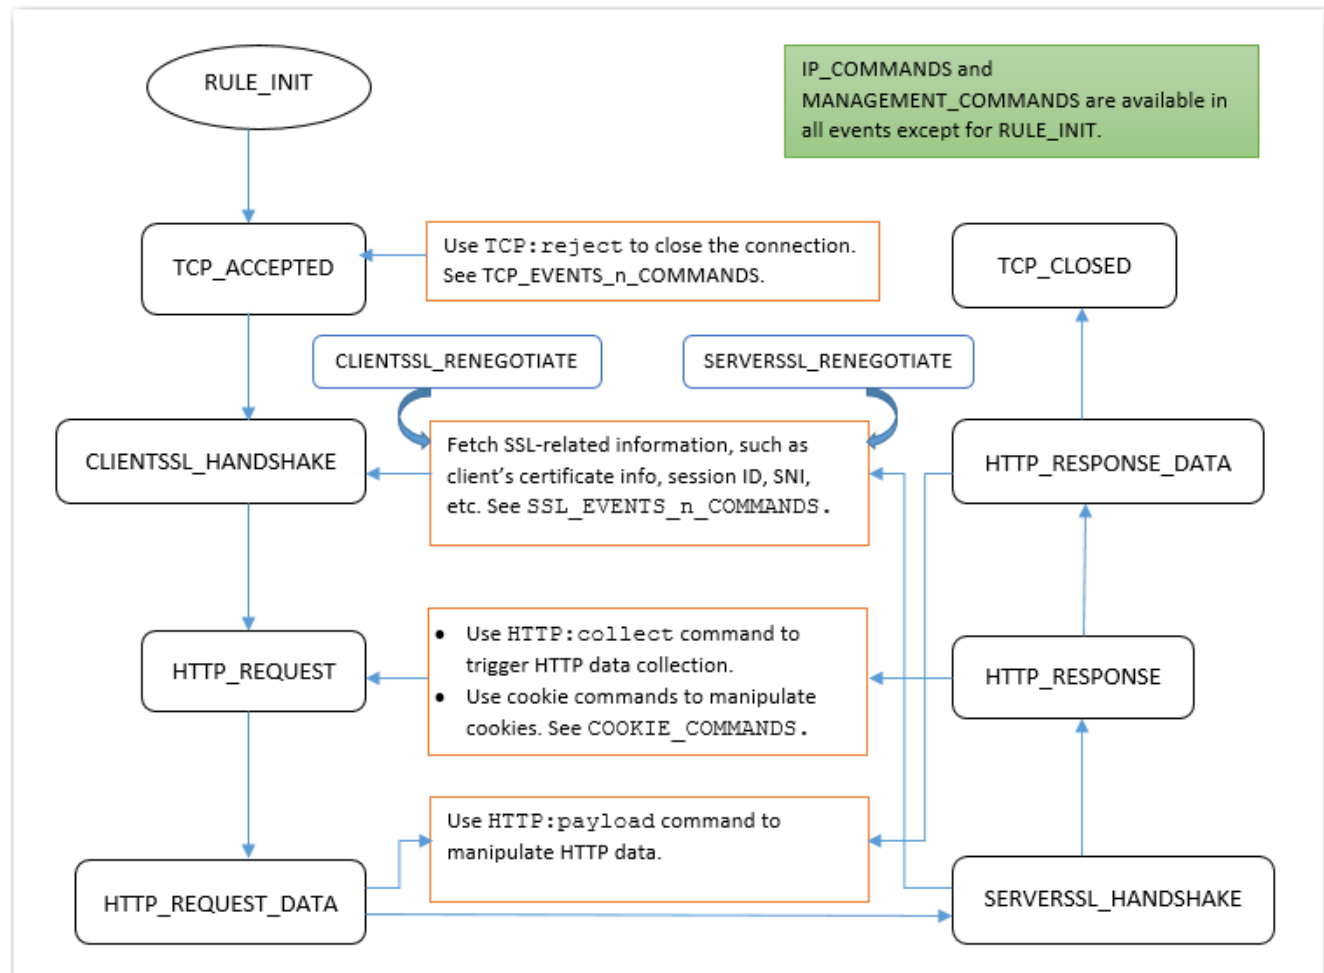 RULE_INIT
IP_COMMANDS and
MANAGEMENT_COMMANDS are available in
all events except for RULE_INIT.
TCP_ACCEPTED
Use TCP:reject to close the connection.
See TCP_EVENTS_n_COMMANDS.
TCP_CLOSED
CLIENTSSL_RENEGOTIATE
SERVERSSL_RENEGOTIATE
CLIENTSSL_HANDSHAKE
Fetch SSL-related information, such as
client’s certificate info, session ID, SNI,
etc. See SSL_EVENTS_n_COMMANDS.
HTTP_RESPONSE_DATA
HTTP_REQUEST
• Use HTTP:collect command to
trigger HTTP data collection.
• Use cookie commands to manipulate
cookies. See COOKIE_COMMANDS.
HTTP_RESPONSE
Use HTTP:payload command to
manipulate HTTP data.
HTTP_REQUEST_DATA
SERVERSSL_HANDSHAKE